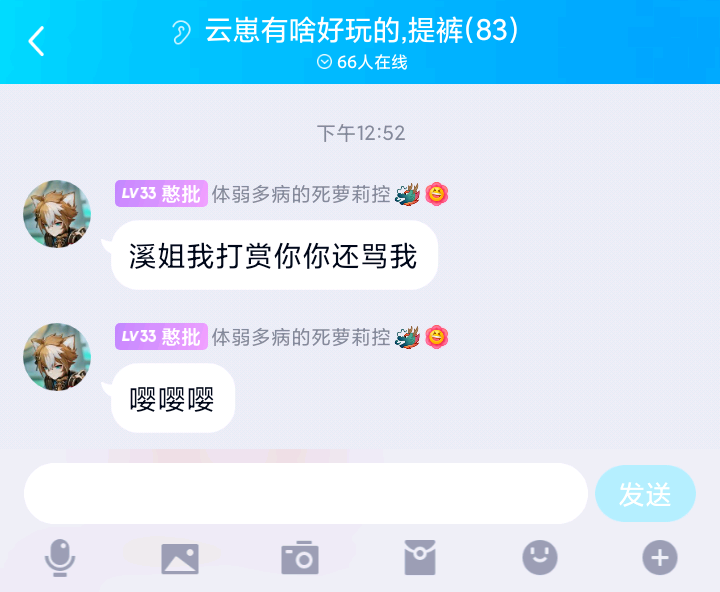 云崽有啥好玩的,提裤(83)
66人在线
下午12:52
LV33 憨批 体弱多病的死萝莉控
溪姐我打赏你你还骂我
LV33 憨批 体弱多病的死萝莉控
嘤嘤嘤
发送